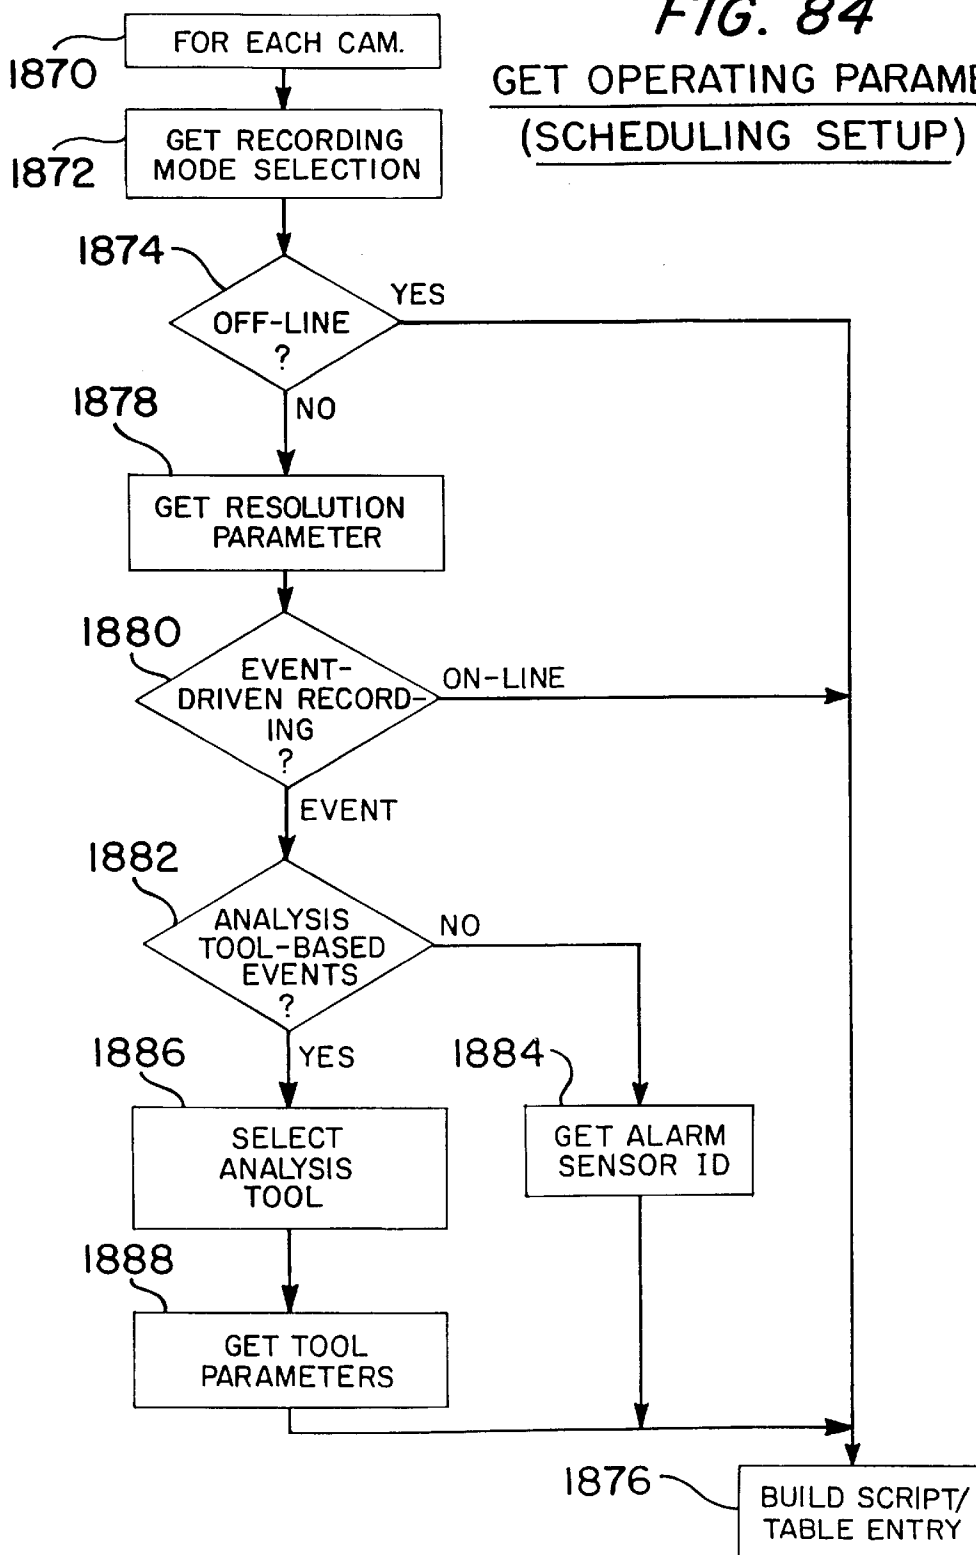 FIG. 84
GET OPERATING PARAME
(SCHEDULING SETUP)
1870
FOR EACH CAM.
1872
GET RECORDING
MODE SELECTION
1874
OFF-LINE
?
YES
NO
1878
GET RESOLUTION
PARAMETER
1880
EVENT-
DRIVEN RECORD-
ING
?
ON-LINE
EVENT
1882
ANALYSIS
TOOL-BASED
EVENTS
?
NO
YES
1886
SELECT
ANALYSIS
TOOL
1884
GET ALARM
SENSOR ID
1888
GET TOOL
PARAMETERS
1876
BUILD SCRIPT/
TABLE ENTRY